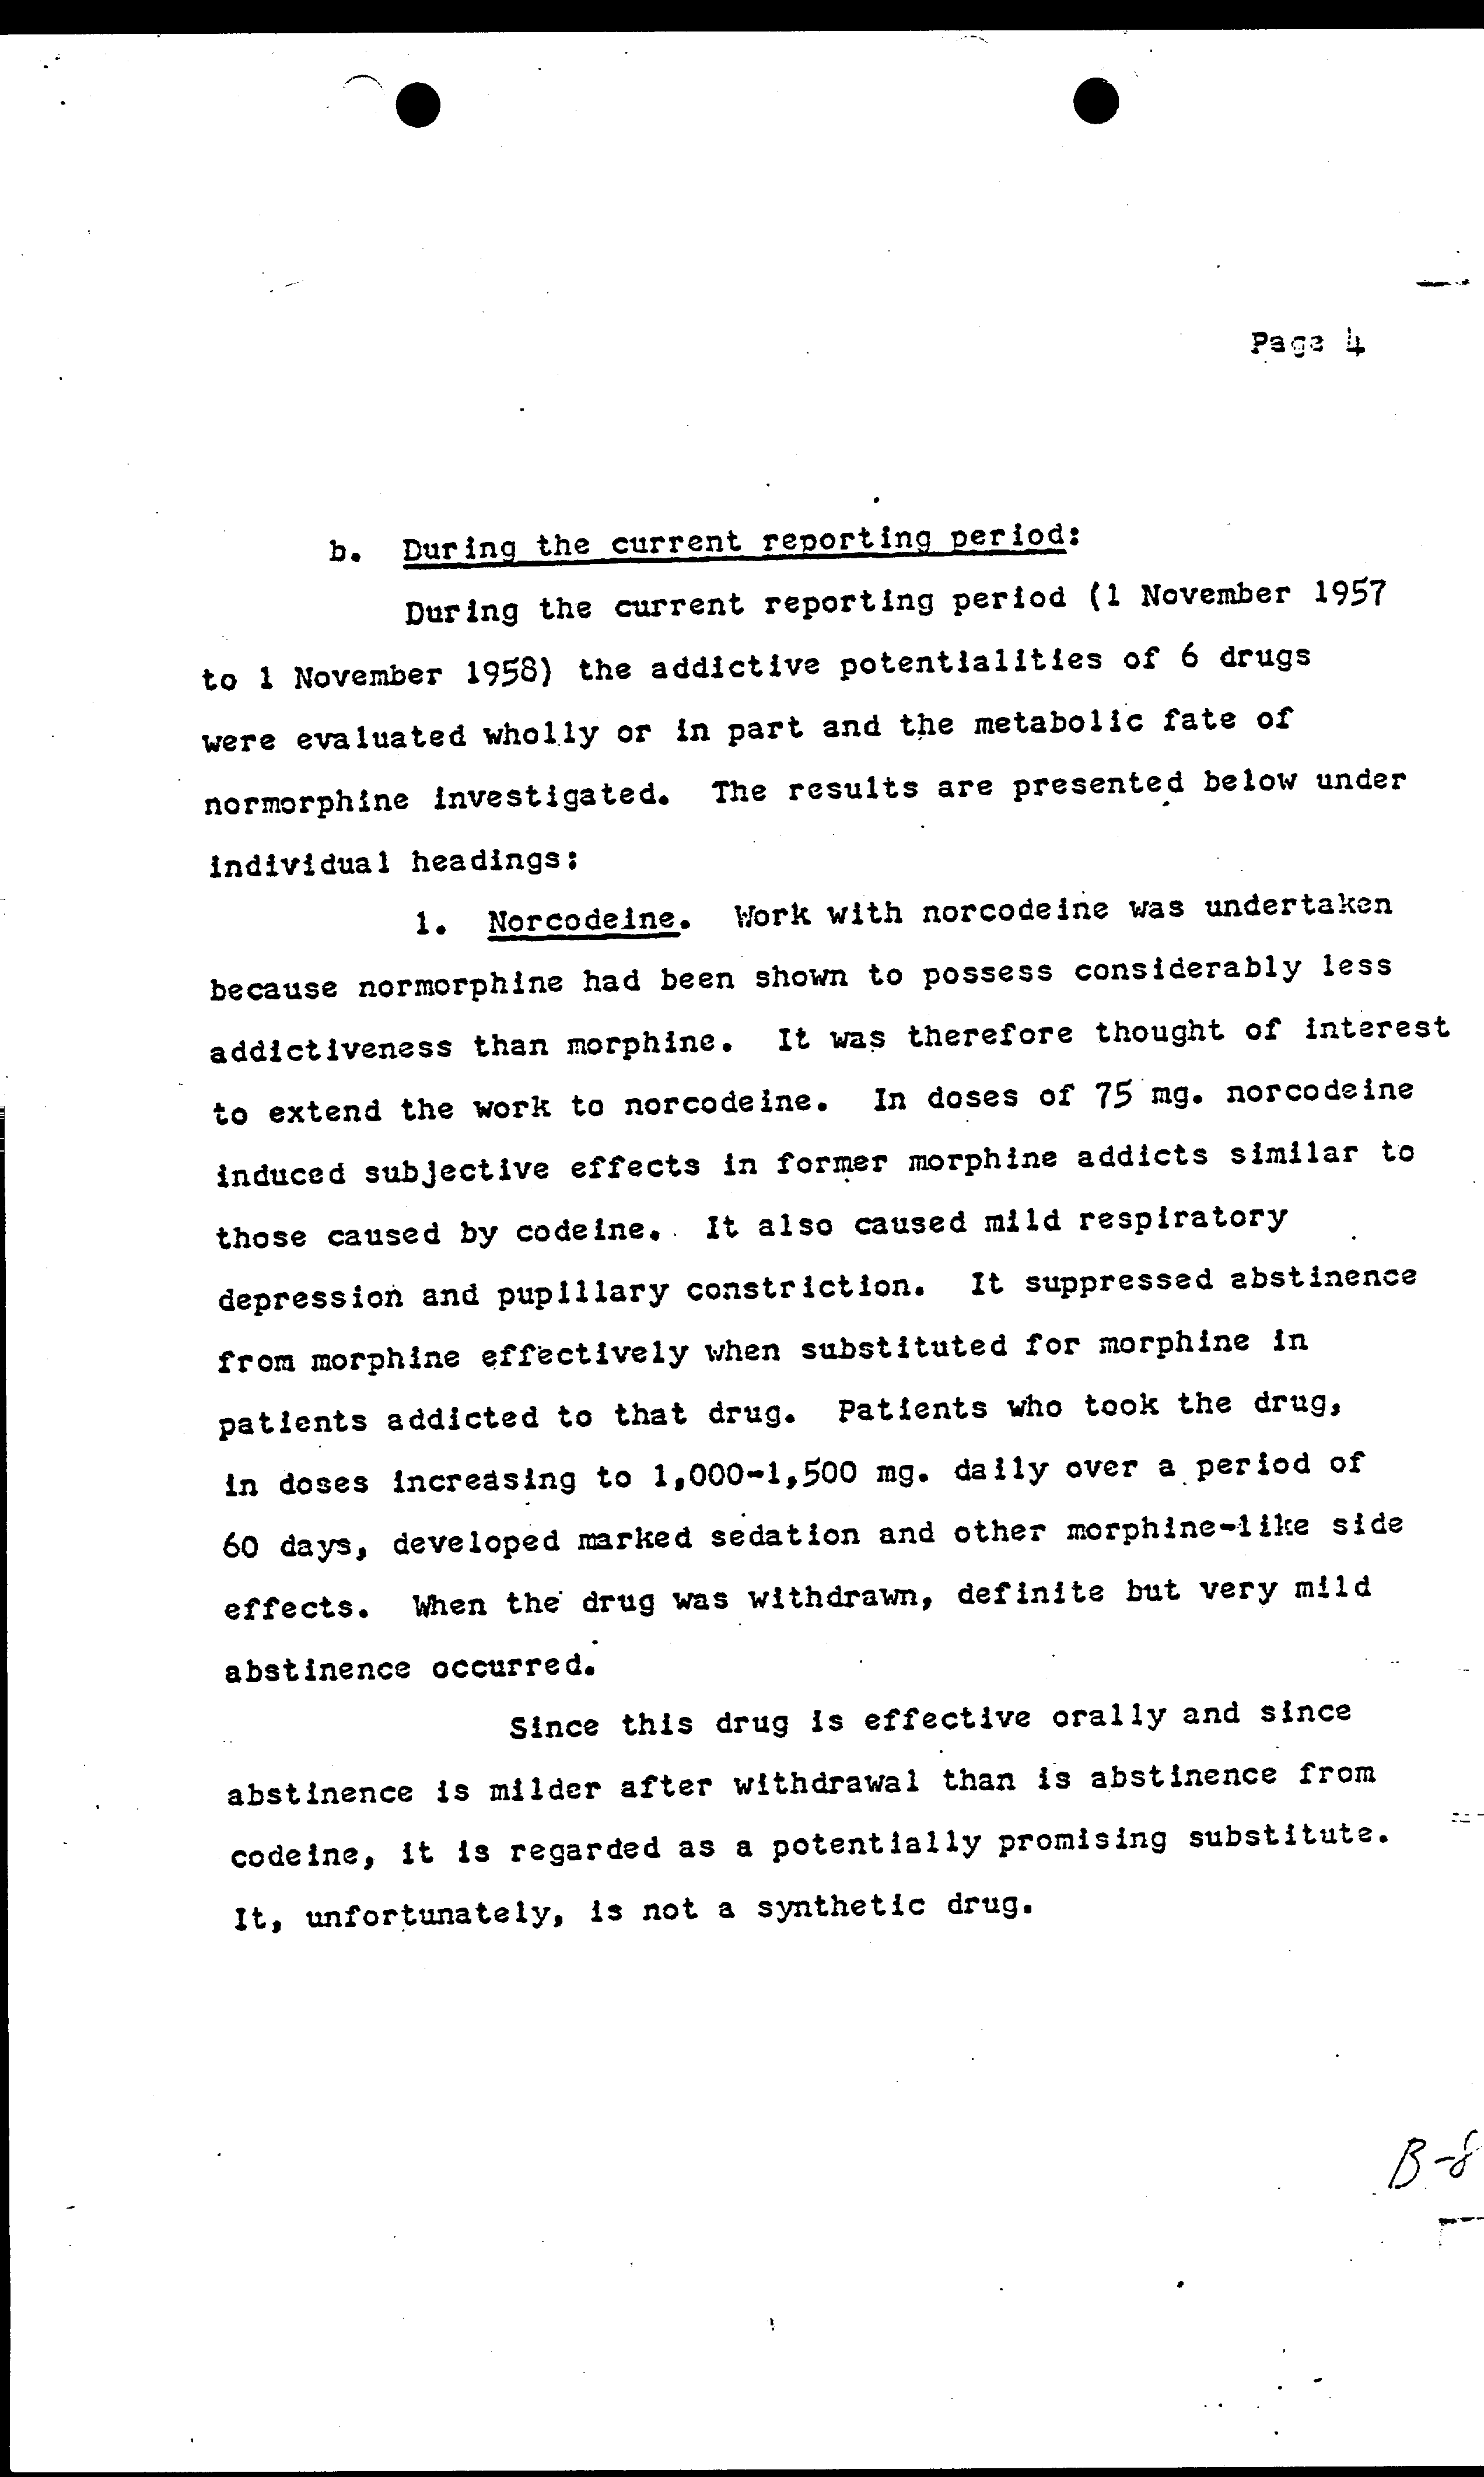 Page 4
b. During the current reporting period:
During the current reporting period (1 November 1957
to 1 November 1958) the addictive potentialities of 6 drugs
were evaluated wholly or in part and the metabolic fate of
normorphine investigated. The results are presented below under
individual headings:
1. Norcodeine. Work with norcodeine was undertaken
because normorphine had been shown to possess considerably less
addictiveness than morphine. It was therefore thought of interest
to extend the work to norcodeine. In doses of 75 mg. norcodeine
induced subjective effects in former morphine addicts similar to
those caused by codeine. It also caused mild respiratory
depression and pupillary constriction. It suppressed abstinence
from morphine effectively when substituted for morphine in
patients addicted to that drug. Patients who took the drug,
in doses increasing to 1,000-1,500 mg. daily over a period of
60 days, developed marked sedation and other morphine-like side
effects. When the drug was withdrawn, definite but very mild
abstinence occurred.
Since this drug is effective orally and since
abstinence is milder after withdrawal than is abstinence from
codeine, it is regarded as a potentially promising substitute.
It, unfortunately, is not a synthetic drug.
B-8